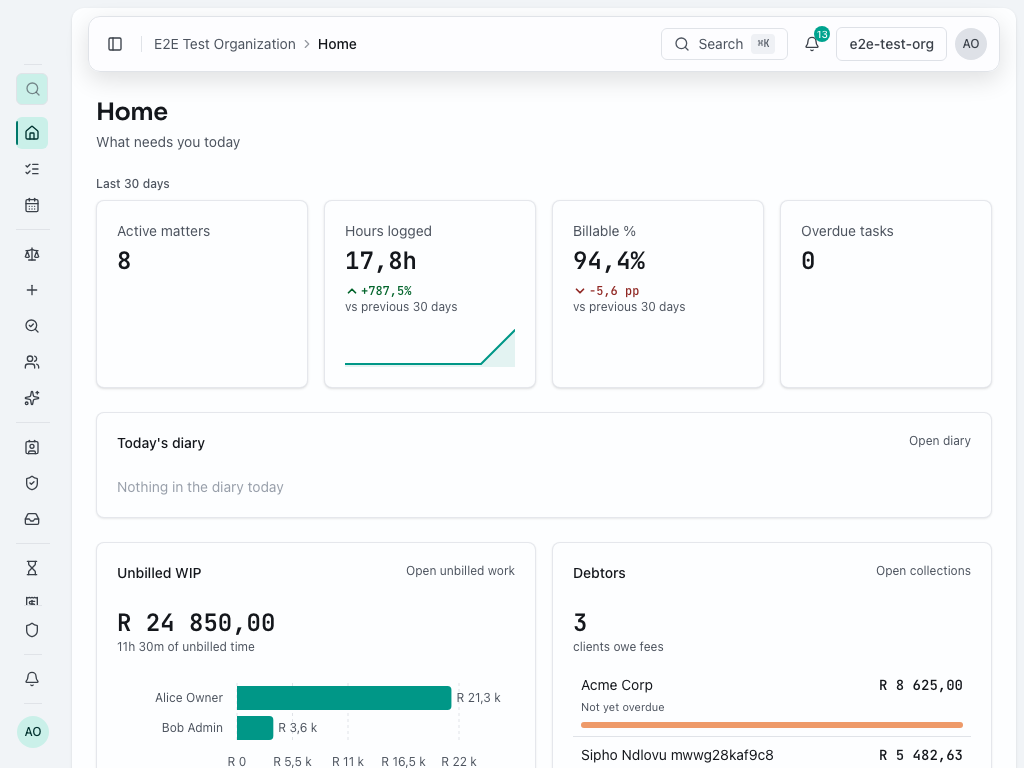 E2E Test Organization > Home
Search ⌘K
13
e2e-test-org
AO
Home
What needs you today
Last 30 days
Active matters
8
Hours logged
17,8h
+787,5%
vs previous 30 days
Billable %
94,4%
-5,6 pp
vs previous 30 days
Overdue tasks
0
Today's diary
Open diary
Nothing in the diary today
Unbilled WIP
Open unbilled work
R 24 850,00
11h 30m of unbilled time
Alice Owner R 21,3 k
Bob Admin R 3,6 k
R 0 R 5,5 k R 11 k R 16,5 k R 22 k
Debtors
Open collections
3
clients owe fees
Acme Corp R 8 625,00
Not yet overdue
Sipho Ndlovu mwwg28kaf9c8 R 5 482,63
AO